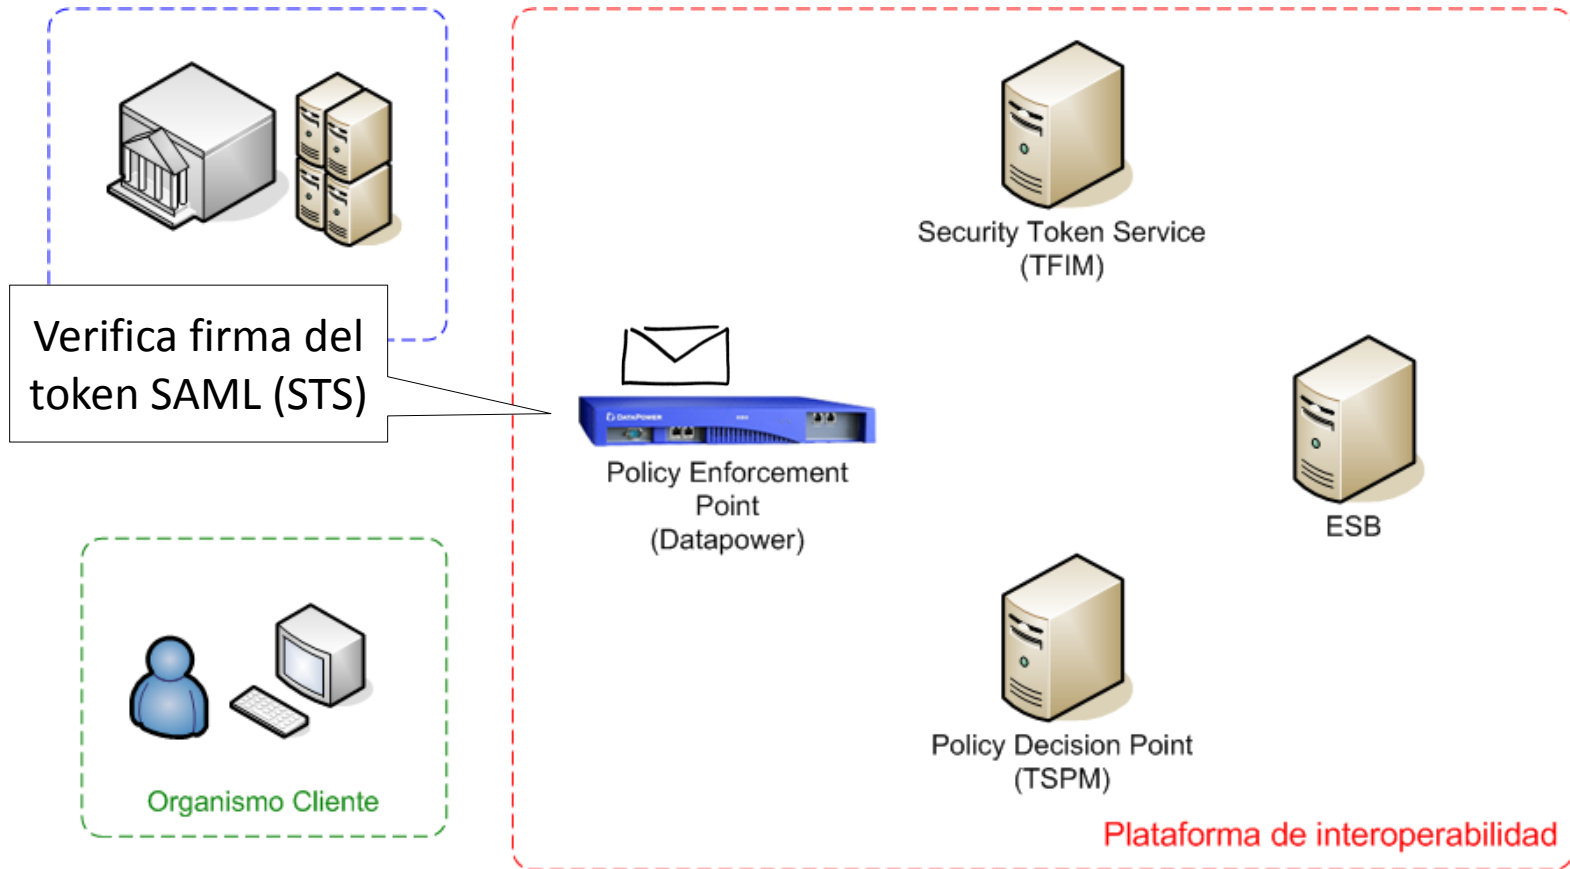 Security Token Service
(TFIM)
Verifica firma del
token SAML (STS)
DATAPOWER
Policy Enforcement
Point
(Datapower)
ESB
Policy Decision Point
(TSPM)
Organismo Cliente
Plataforma de interoperabilidad